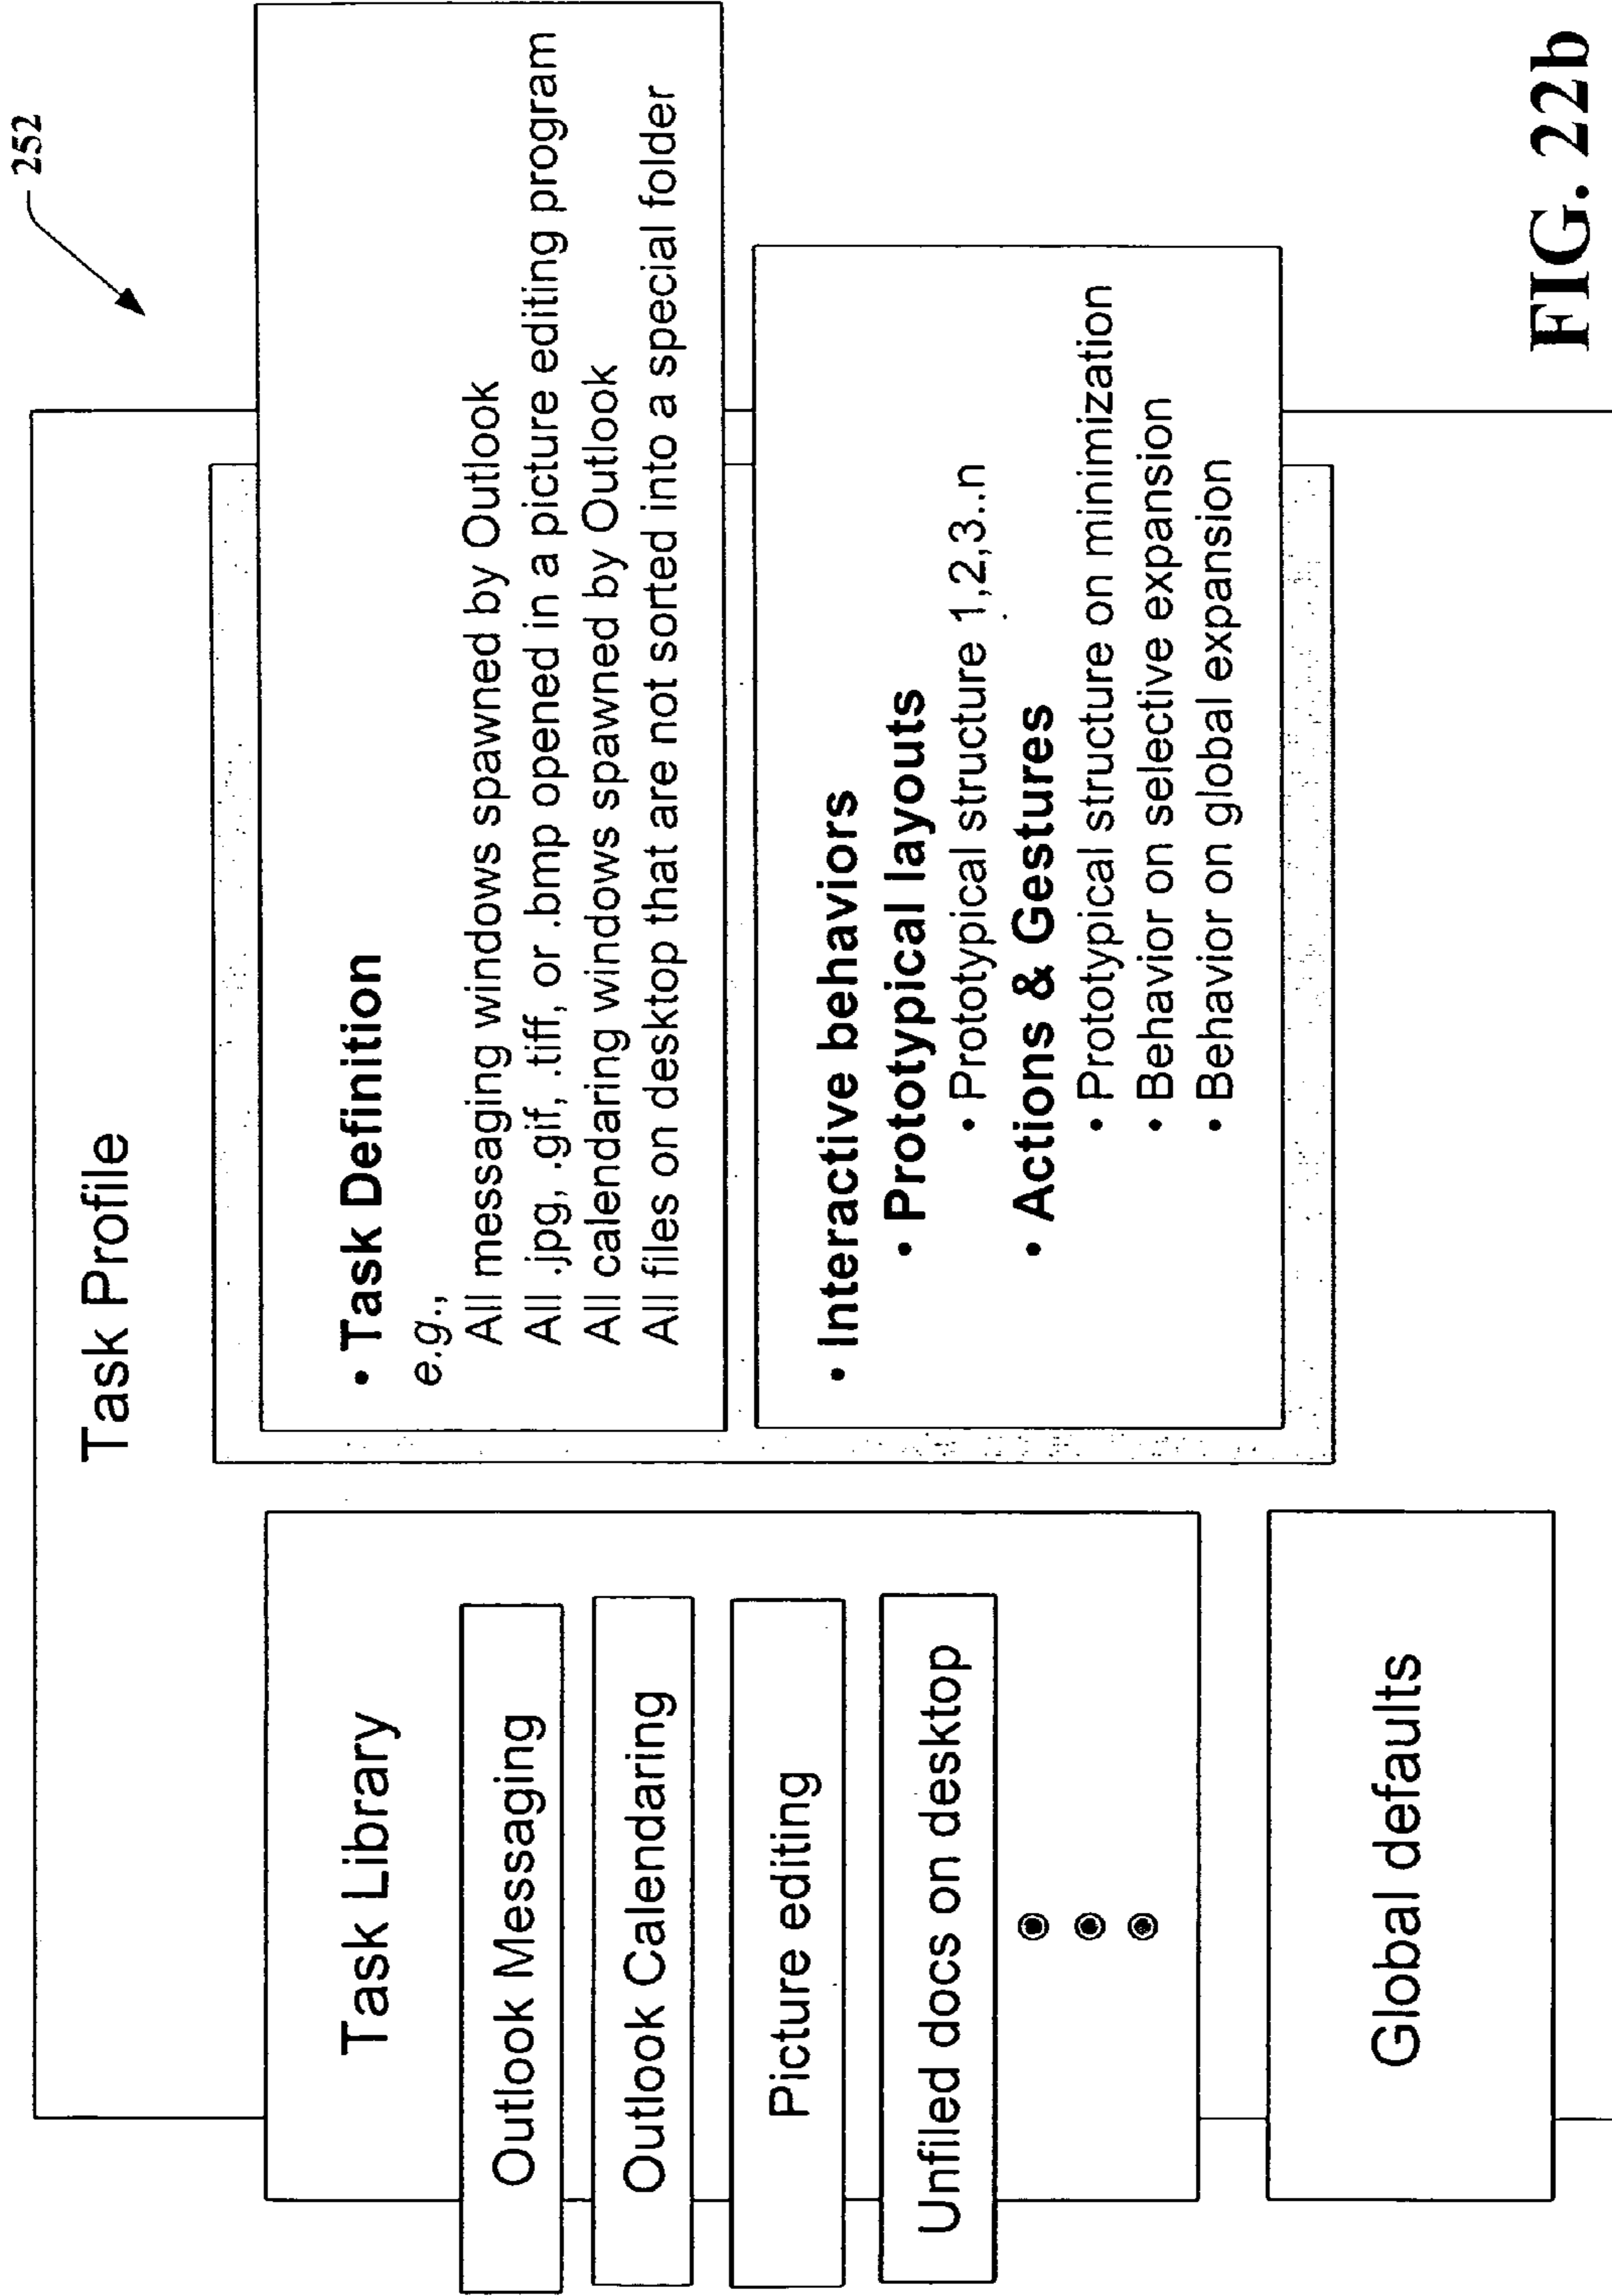 252
Task Profile
Task Library
Outlook Messaging
Outlook Calendaring
Picture editing
Unfiled docs on desktop
Global defaults
• Task Definition
e.g.,
All messaging windows spawned by Outlook
All .jpg, .gif, .tiff, or .bmp opened in a picture editing program
All calendaring windows spawned by Outlook
All files on desktop that are not sorted into a special folder
• Interactive behaviors
• Prototypical layouts
• Prototypical structure 1,2,3..n
• Actions & Gestures
• Prototypical structure on minimization
• Behavior on selective expansion
• Behavior on global expansion
FIG. 22b